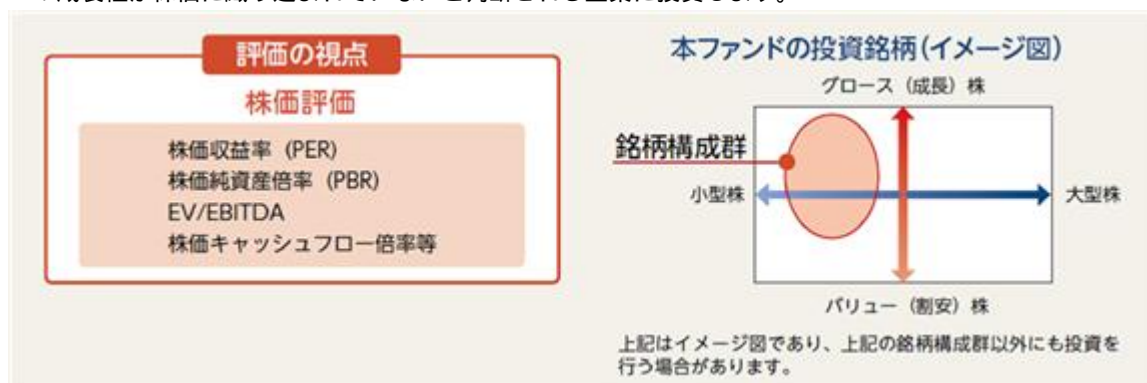 評価の視点
株価評価
株価収益率（PER）
株価純資産倍率（PBR）
EV/EBITDA
株価キャッシュフロー倍率等
本ファンドの投資銘柄（イメージ図）
グロース（成長）株
銘柄構成群
小型株
大型株
バリュー（割安）株
上記はイメージ図であり、上記の銘柄構成群以外にも投資を
行う場合があります。